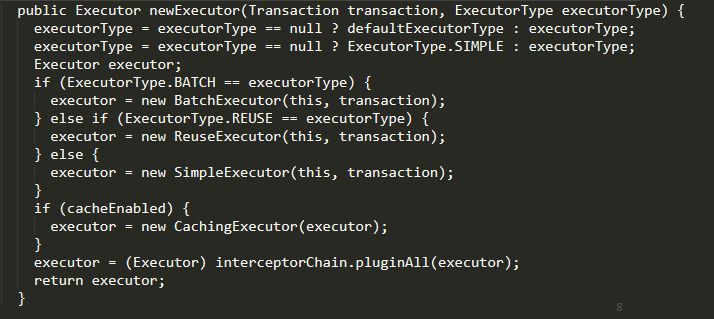 public Executor newExecutor(Transaction transaction, ExecutorType executorType) {
  executorType = executorType == null ? defaultExecutorType : executorType;
  executorType = executorType == null ? ExecutorType.SIMPLE : executorType;
  Executor executor;
  if (ExecutorType.BATCH == executorType) {
    executor = new BatchExecutor(this, transaction);
  } else if (ExecutorType.REUSE == executorType) {
    executor = new ReuseExecutor(this, transaction);
  } else {
    executor = new SimpleExecutor(this, transaction);
  }
  if (cacheEnabled) {
    executor = new CachingExecutor(executor);
  }
  executor = (Executor) interceptorChain.pluginAll(executor);
  return executor;
}